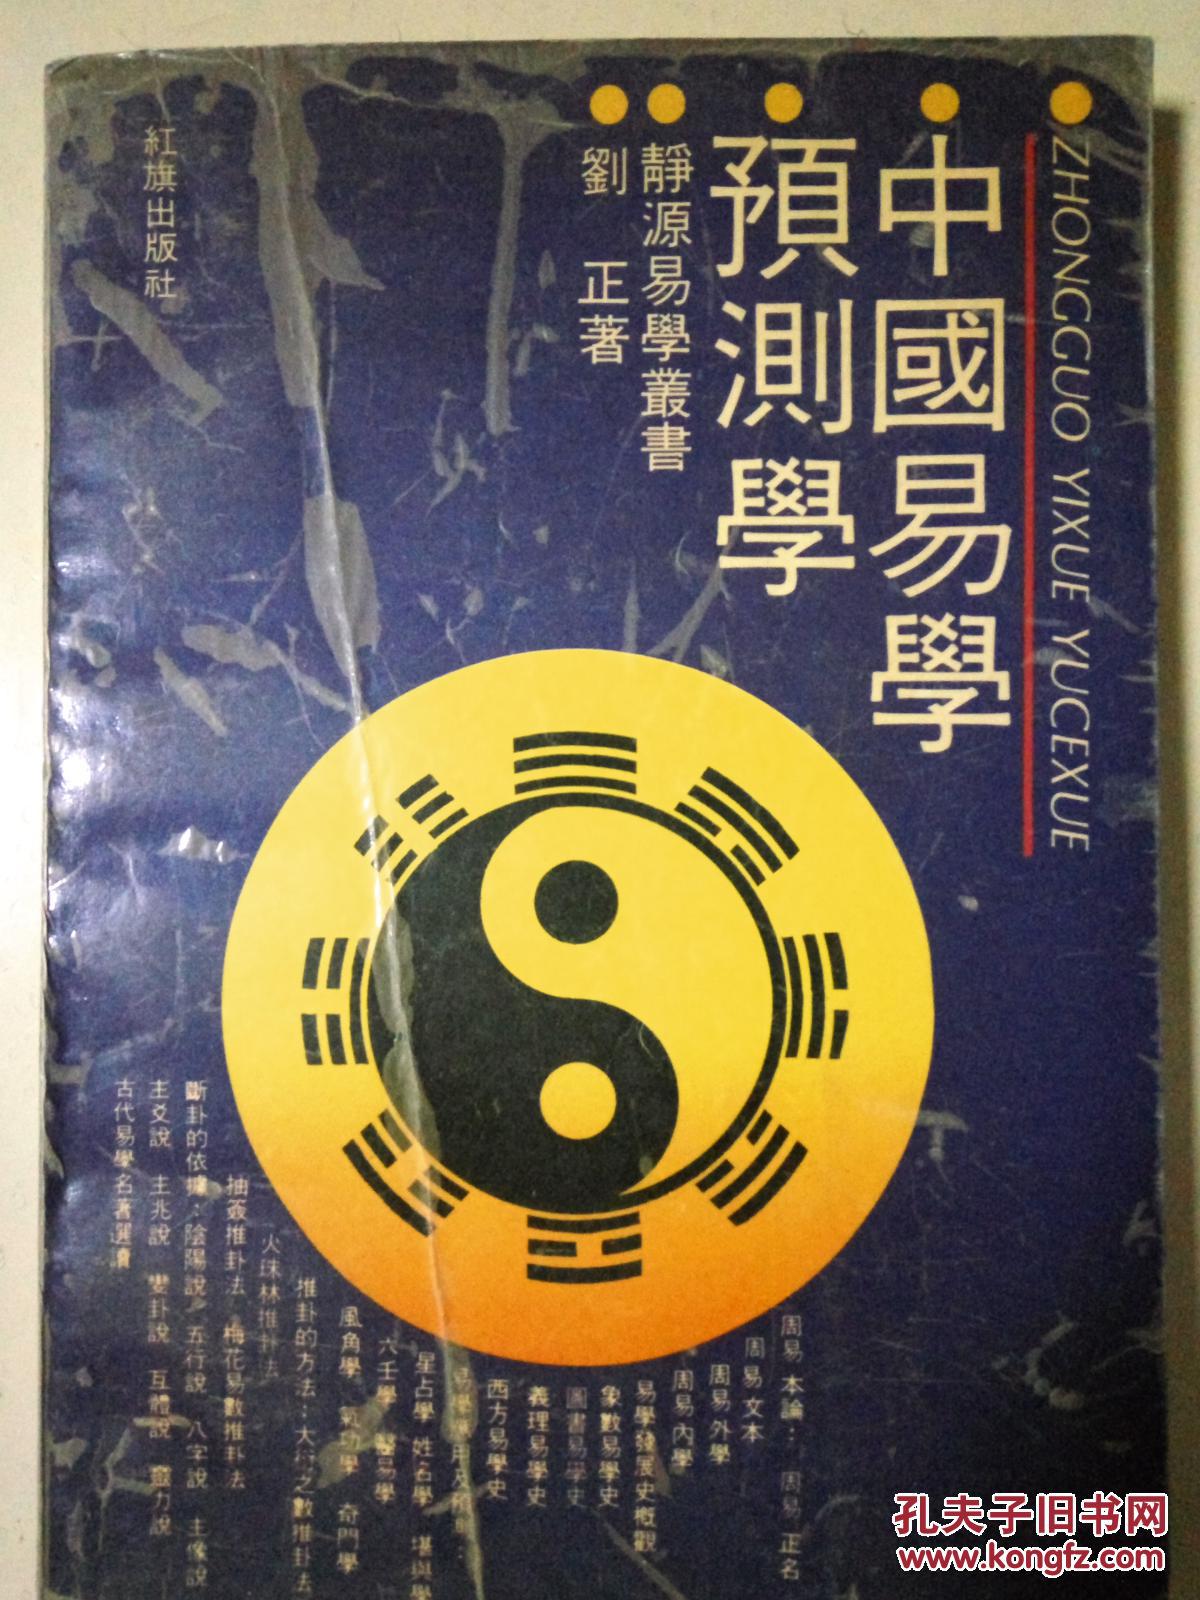 ZHONGGUO YIXUE YUCEXUE
中國易學
預測學
靜源易學叢書
劉 正著
紅旗出版社
周易本論：周易正名
周易文本
周易外學
周易內學
易學發展史概觀
象數易學史
圖書易學史
義理易學史
西方易學史
星占學 姓名學 堪輿學
六壬學 醫易學
風角學 氣功學 奇門學
推卦的方法：大衍之數推卦法
火珠林推卦法
抽簽推卦法 梅花易數推卦法
斷卦的依據：陰陽說 五行說 八字說 主像說
主爻說 主兆說 變卦說 互體說 靈力說
古代易學名著選讀
孔夫子旧书网
www.kongfz.com